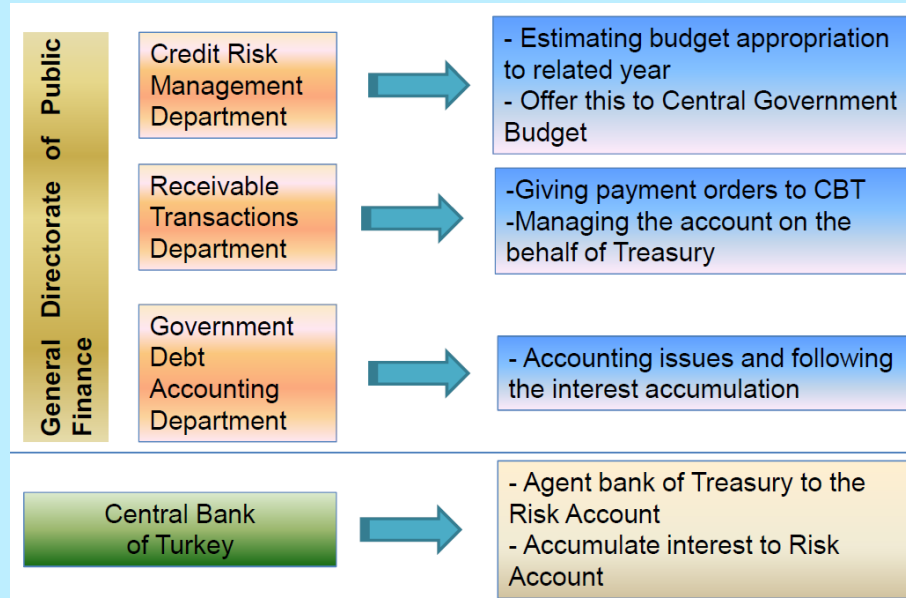 General Directorate of Public
Finance
Credit Risk
Management
Department
- Estimating budget appropriation
to related year
- Offer this to Central Government
Budget
Receivable
Transactions
Department
-Giving payment orders to CBT
-Managing the account on the
behalf of Treasury
Government
Debt
Accounting
Department
- Accounting issues and following
the interest accumulation
Central Bank
of Turkey
- Agent bank of Treasury to the
Risk Account
- Accumulate interest to Risk
Account